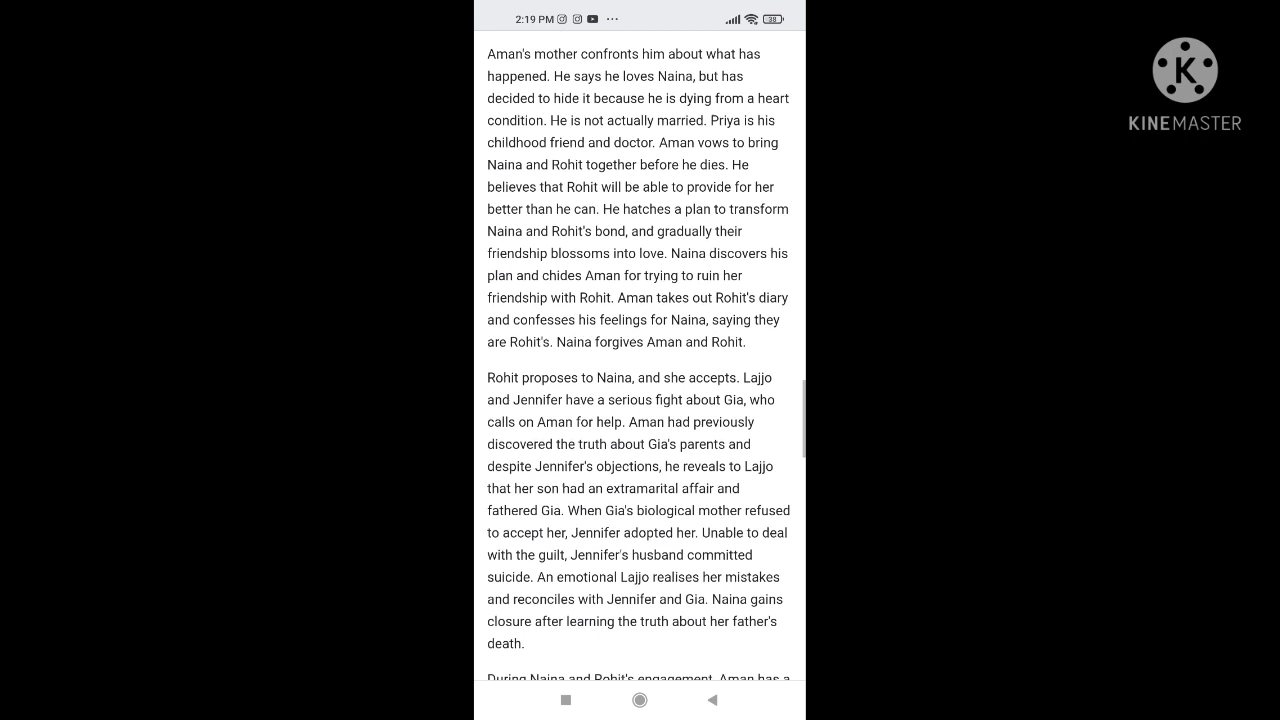 2:19 PM
38
Aman's mother confronts him about what has
happened. He says he loves Naina, but has
decided to hide it because he is dying from a heart
condition. He is not actually married. Priya is his
childhood friend and doctor. Aman vows to bring
Naina and Rohit together before he dies. He
believes that Rohit will be able to provide for her
better than he can. He hatches a plan to transform
Naina and Rohit's bond, and gradually their
friendship blossoms into love. Naina discovers his
plan and chides Aman for trying to ruin her
friendship with Rohit. Aman takes out Rohit's diary
and confesses his feelings for Naina, saying they
are Rohit's. Naina forgives Aman and Rohit.
Rohit proposes to Naina, and she accepts. Lajjo
and Jennifer have a serious fight about Gia, who
calls on Aman for help. Aman had previously
discovered the truth about Gia's parents and
despite Jennifer's objections, he reveals to Lajjo
that her son had an extramarital affair and
fathered Gia. When Gia's biological mother refused
to accept her, Jennifer adopted her. Unable to deal
with the guilt, Jennifer's husband committed
suicide. An emotional Lajjo realises her mistakes
and reconciles with Jennifer and Gia. Naina gains
closure after learning the truth about her father's
death.
During Naina and Rohit's engagement, Aman has a
K
KINEMASTER